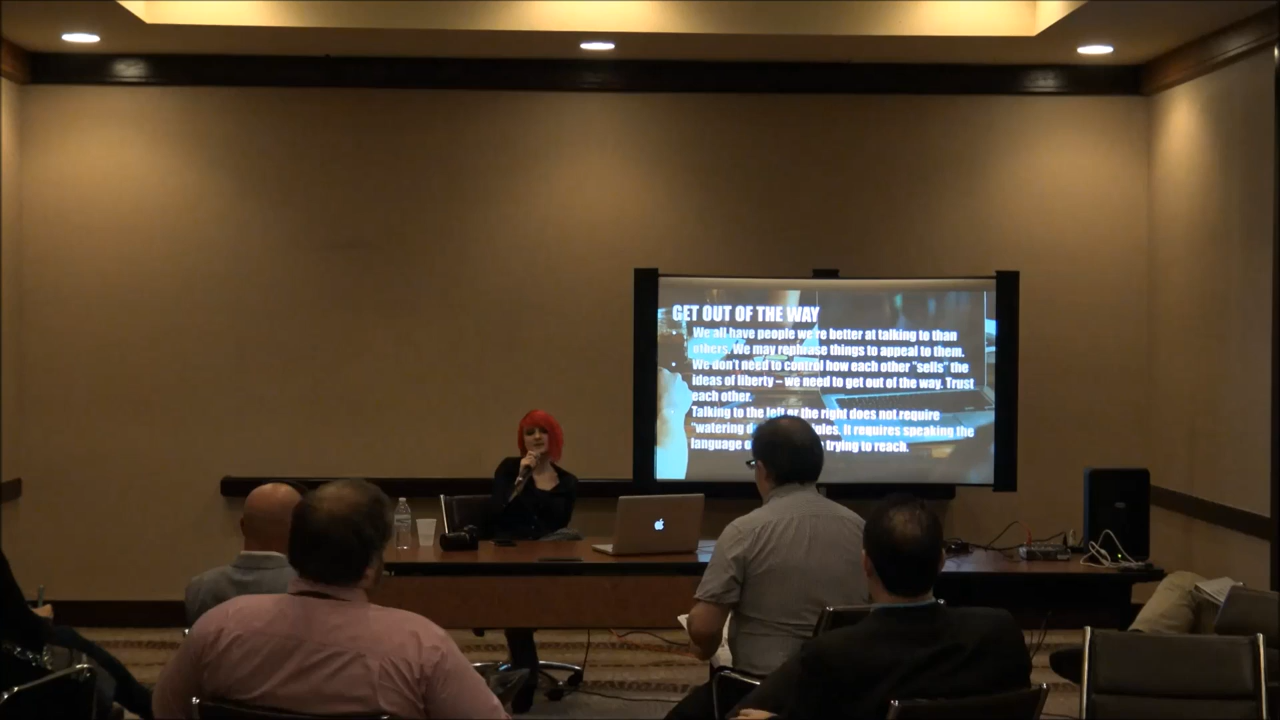 GET OUT OF THE WAY
We all have people we're better at talking to than
others. We may rephrase things to appeal to them.
We don't need to control how each other "sells" the
ideas of liberty – we need to get out of the way. Trust
each other.
Talking to the left or the right does not require
"watering It requires speaking the
language trying to reach.